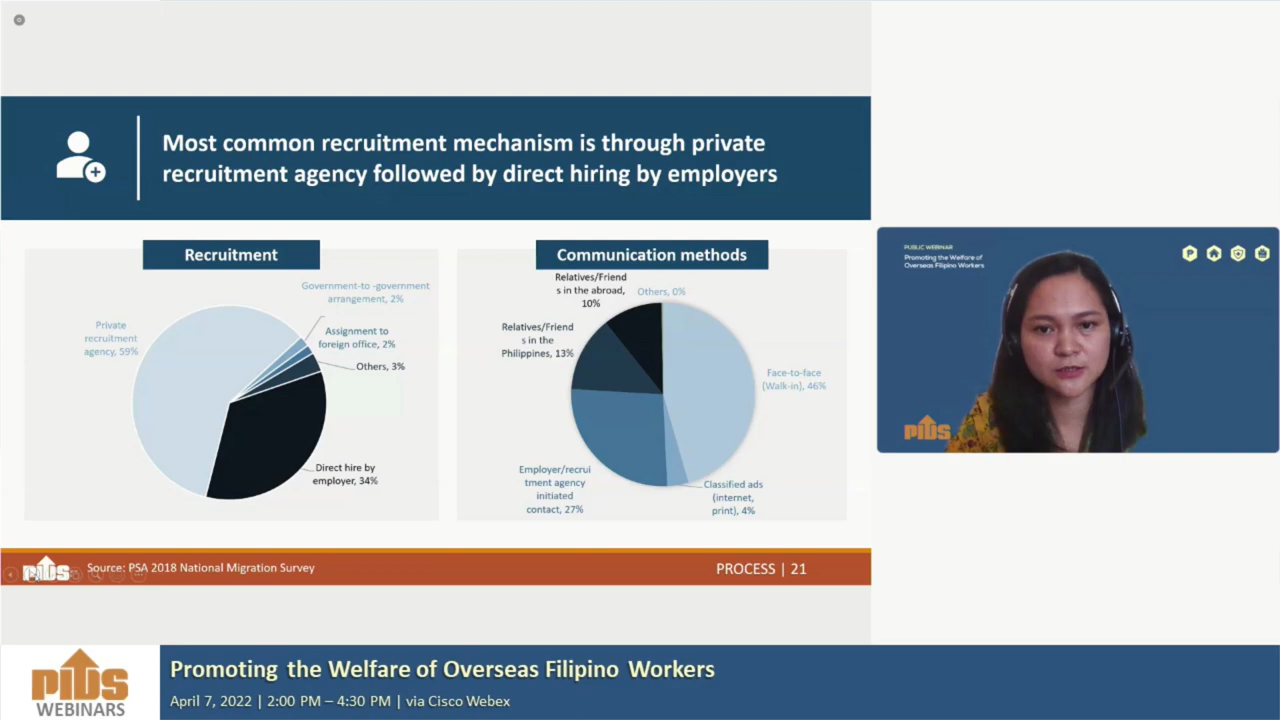 Most common recruitment mechanism is through private
recruitment agency followed by direct hiring by employers
Recruitment
Government-to -government
arrangement, 2%
Private
recruitment
agency, 59%
Assignment to
foreign office, 2%
Others, 3%
Direct hire by
employer, 34%
Communication methods
Relatives/Friend
s in the abroad,
10%
Others, 0%
Relatives/Friend
s in the
Philippines, 13%
Face-to-face
(Walk-in), 46%
Employer/recrui
tment agency
initiated
contact, 27%
Classified ads
(internet,
print), 4%
PIDS
Source: PSA 2018 National Migration Survey
PROCESS | 21
PUBLIC WEBINAR
Promoting the Welfare of
Overseas Filipino Workers
P
PIDS
PIDS
WEBINARS
Promoting the Welfare of Overseas Filipino Workers
April 7, 2022 | 2:00 PM – 4:30 PM | via Cisco Webex